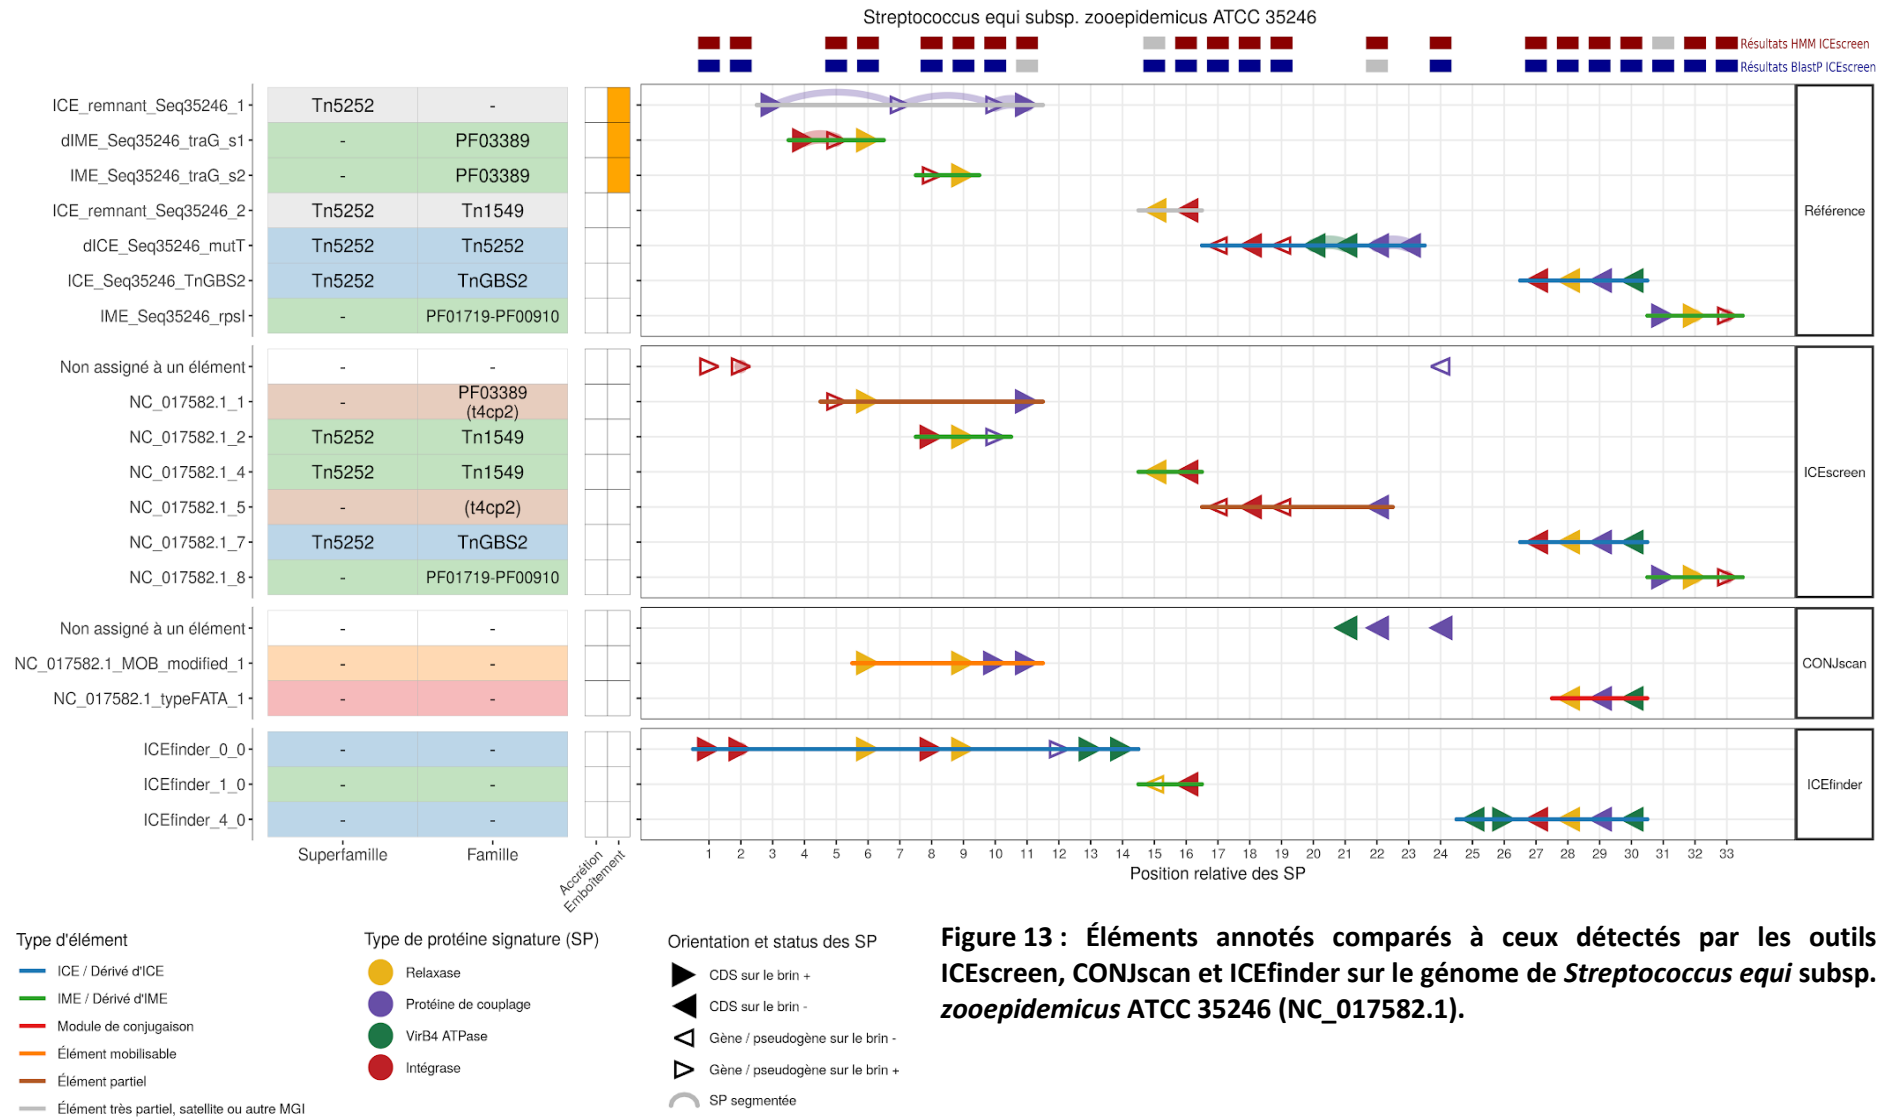 Streptococcus equi subsp. zooepidemicus ATCC 35246
Résultats HMM ICEscreen
Résultats BlastP ICEscreen
ICE_remnant_Seq35246_1 Tn5252 -
dIME_Seq35246_traG_s1 - PF03389
IME_Seq35246_traG_s2 - PF03389
ICE_remnant_Seq35246_2 Tn5252 Tn1549
dICE_Seq35246_mutT Tn5252 Tn5252
ICE_Seq35246_TnGBS2 Tn5252 TnGBS2
IME_Seq35246_rpsI - PF01719-PF00910
Référence
Non assigné à un élément - -
NC_017582.1_1 - PF03389
(t4cp2)
NC_017582.1_2 Tn5252 Tn1549
NC_017582.1_4 Tn5252 Tn1549
NC_017582.1_5 - (t4cp2)
NC_017582.1_7 Tn5252 TnGBS2
NC_017582.1_8 - PF01719-PF00910
ICEscreen
Non assigné à un élément - -
NC_017582.1_MOB_modified_1 - -
NC_017582.1_typeFATA_1 - -
CONJscan
ICEfinder_0_0 - -
ICEfinder_1_0 - -
ICEfinder_4_0 - -
ICEfinder
Superfamille Famille
Accrétion
Emboîtement
1 2 3 4 5 6 7 8 9 10 11 12 13 14 15 16 17 18 19 20 21 22 23 24 25 26 27 28 29 30 31 32 33
Position relative des SP
Type d'élément
ICE / Dérivé d'ICE
IME / Dérivé d'IME
Module de conjugaison
Élément mobilisable
Élément partiel
Élément très partiel, satellite ou autre MGI
Type de protéine signature (SP)
Relaxase
Protéine de couplage
VirB4 ATPase
Intégrase
Orientation et status des SP
CDS sur le brin +
CDS sur le brin -
Gène / pseudogène sur le brin -
Gène / pseudogène sur le brin +
SP segmentée
Figure 13 : Éléments annotés comparés à ceux détectés par les outils
ICEscreen, CONJscan et ICEfinder sur le génome de Streptococcus equi subsp.
zooepidemicus ATCC 35246 (NC_017582.1).